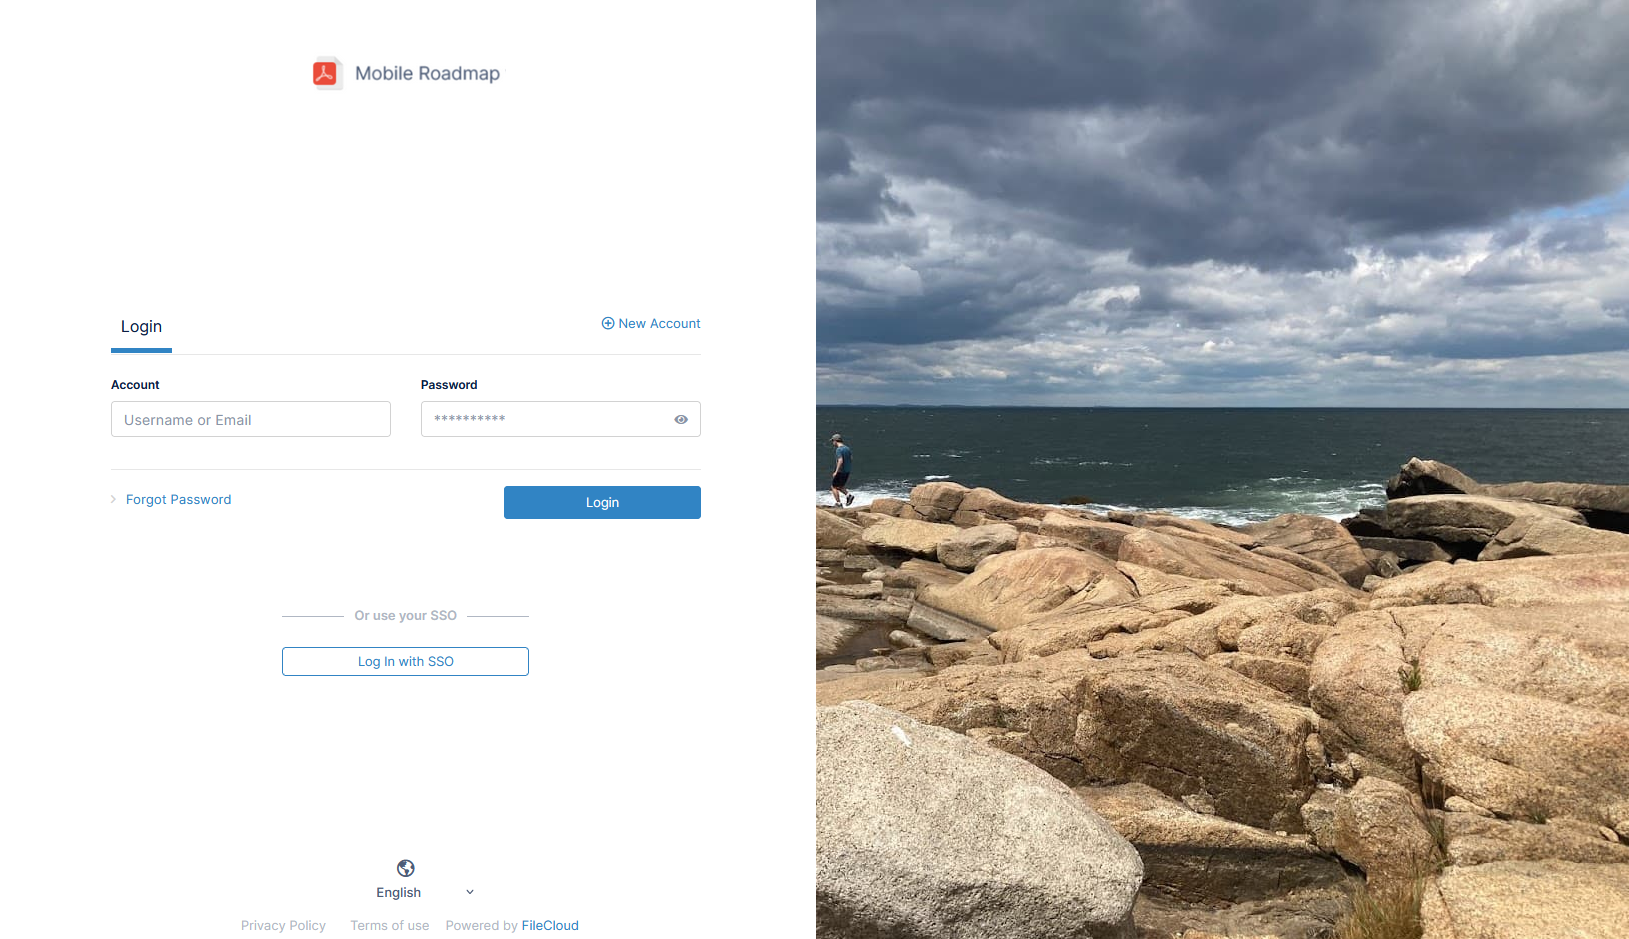 Mobile Roadmap
Login
New Account
Account
Password
Username or Email
**********
Forgot Password
Login
Or use your SSO
Log In with SSO
English
Privacy Policy
Terms of use
Powered by FileCloud